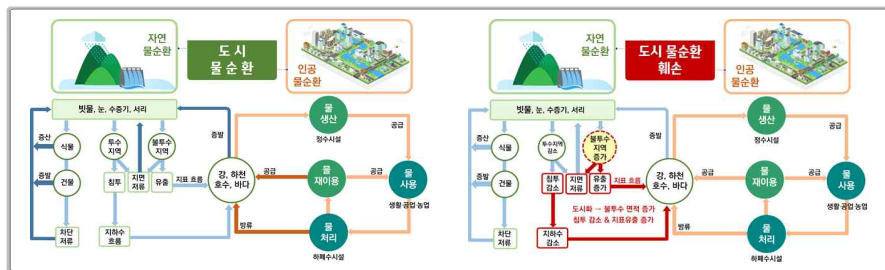 자연
물순환
도 시
물 순 환
인공
물순환
빗물, 눈, 수증기, 서리
증산
식물
증발
건물
차단
저류
투수
지역
불투수
지역
침투
지면
저류
유출
지표 흐름
지하수
흐름
증발
강, 하천
호수, 바다
물
생산
정수시설
공급
공급
물
재이용
공급
물
사용
생활·공업·농업
방류
물
처리
하폐수시설
자연
물순환
도시 물순환
훼손
인공
물순환
빗물, 눈, 수증기, 서리
증산
식물
증발
건물
차단
저류
투수지역
감소
불투수
지역
증가
침투
감소
지면
저류
유출
증가
지표 흐름
도시화 → 불투수 면적 증가
침투 감소 & 지표유출 증가
지하수
감소
증발
강, 하천
호수, 바다
물
생산
정수시설
공급
공급
물
재이용
공급
물
사용
생활·공업·농업
방류
물
처리
하폐수시설